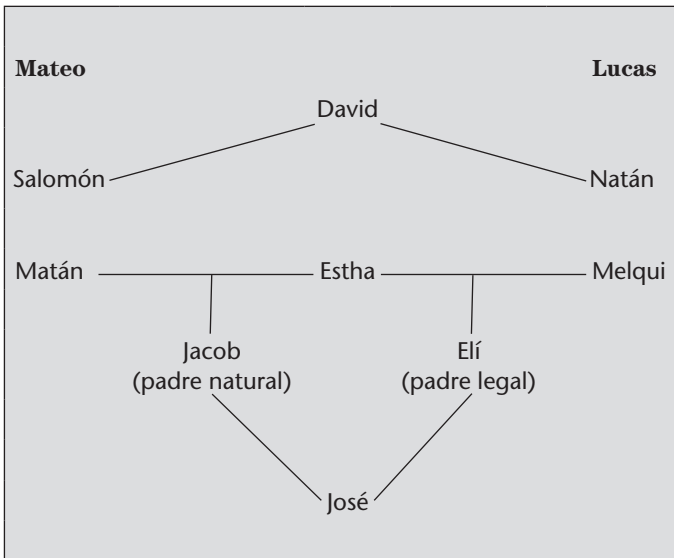 Mateo Lucas
David
Salomón Natán
Matán Estha Melqui
Jacob Elí
(padre natural) (padre legal)
José